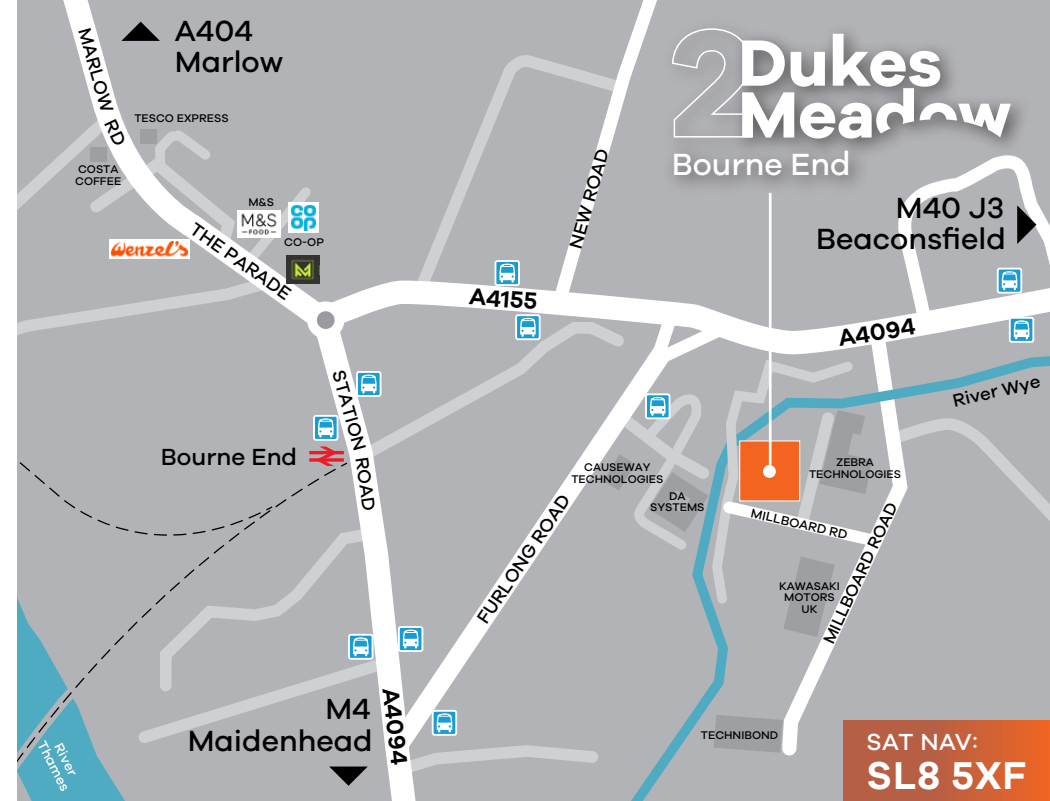 A404
Marlow
MARLOW RD
TESCO EXPRESS
COSTA
COFFEE
M&S
M&S
FOOD
CO
OP
CO-OP
Wenzel's
M
THE PARADE
NEW ROAD
2 Dukes
Meadow
Bourne End
M40 J3
Beaconsfield
A4155
A4094
River Wye
STATION ROAD
Bourne End
CAUSEWAY
TECHNOLOGIES
DA
SYSTEMS
ZEBRA
TECHNOLOGIES
MILLBOARD RD
FURLONG ROAD
KAWASAKI
MOTORS
UK
MILLBOARD ROAD
M4
Maidenhead
A4094
TECHNIBOND
River
Thames
SAT NAV:
SL8 5XF